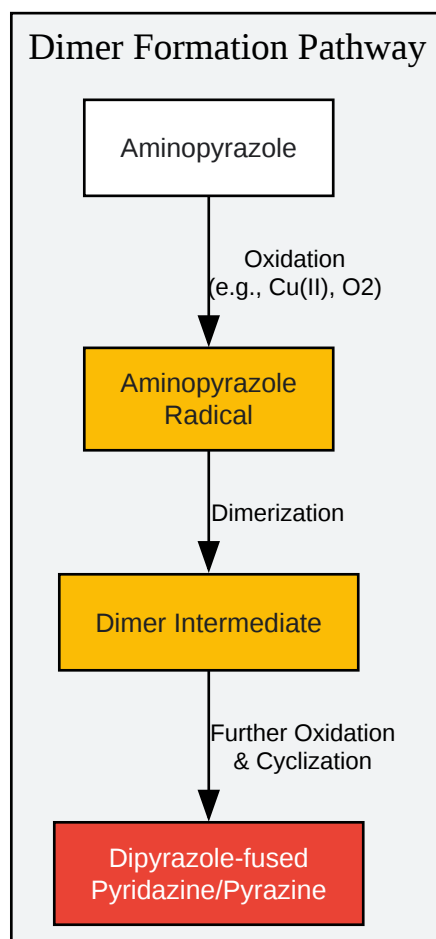 Dimer Formation Pathway
Aminopyrazole
Oxidation
(e.g., Cu(II), O2)
Aminopyrazole
Radical
Dimerization
Dimer Intermediate
Further Oxidation
& Cyclization
Dipyrazole-fused
Pyridazine/Pyrazine